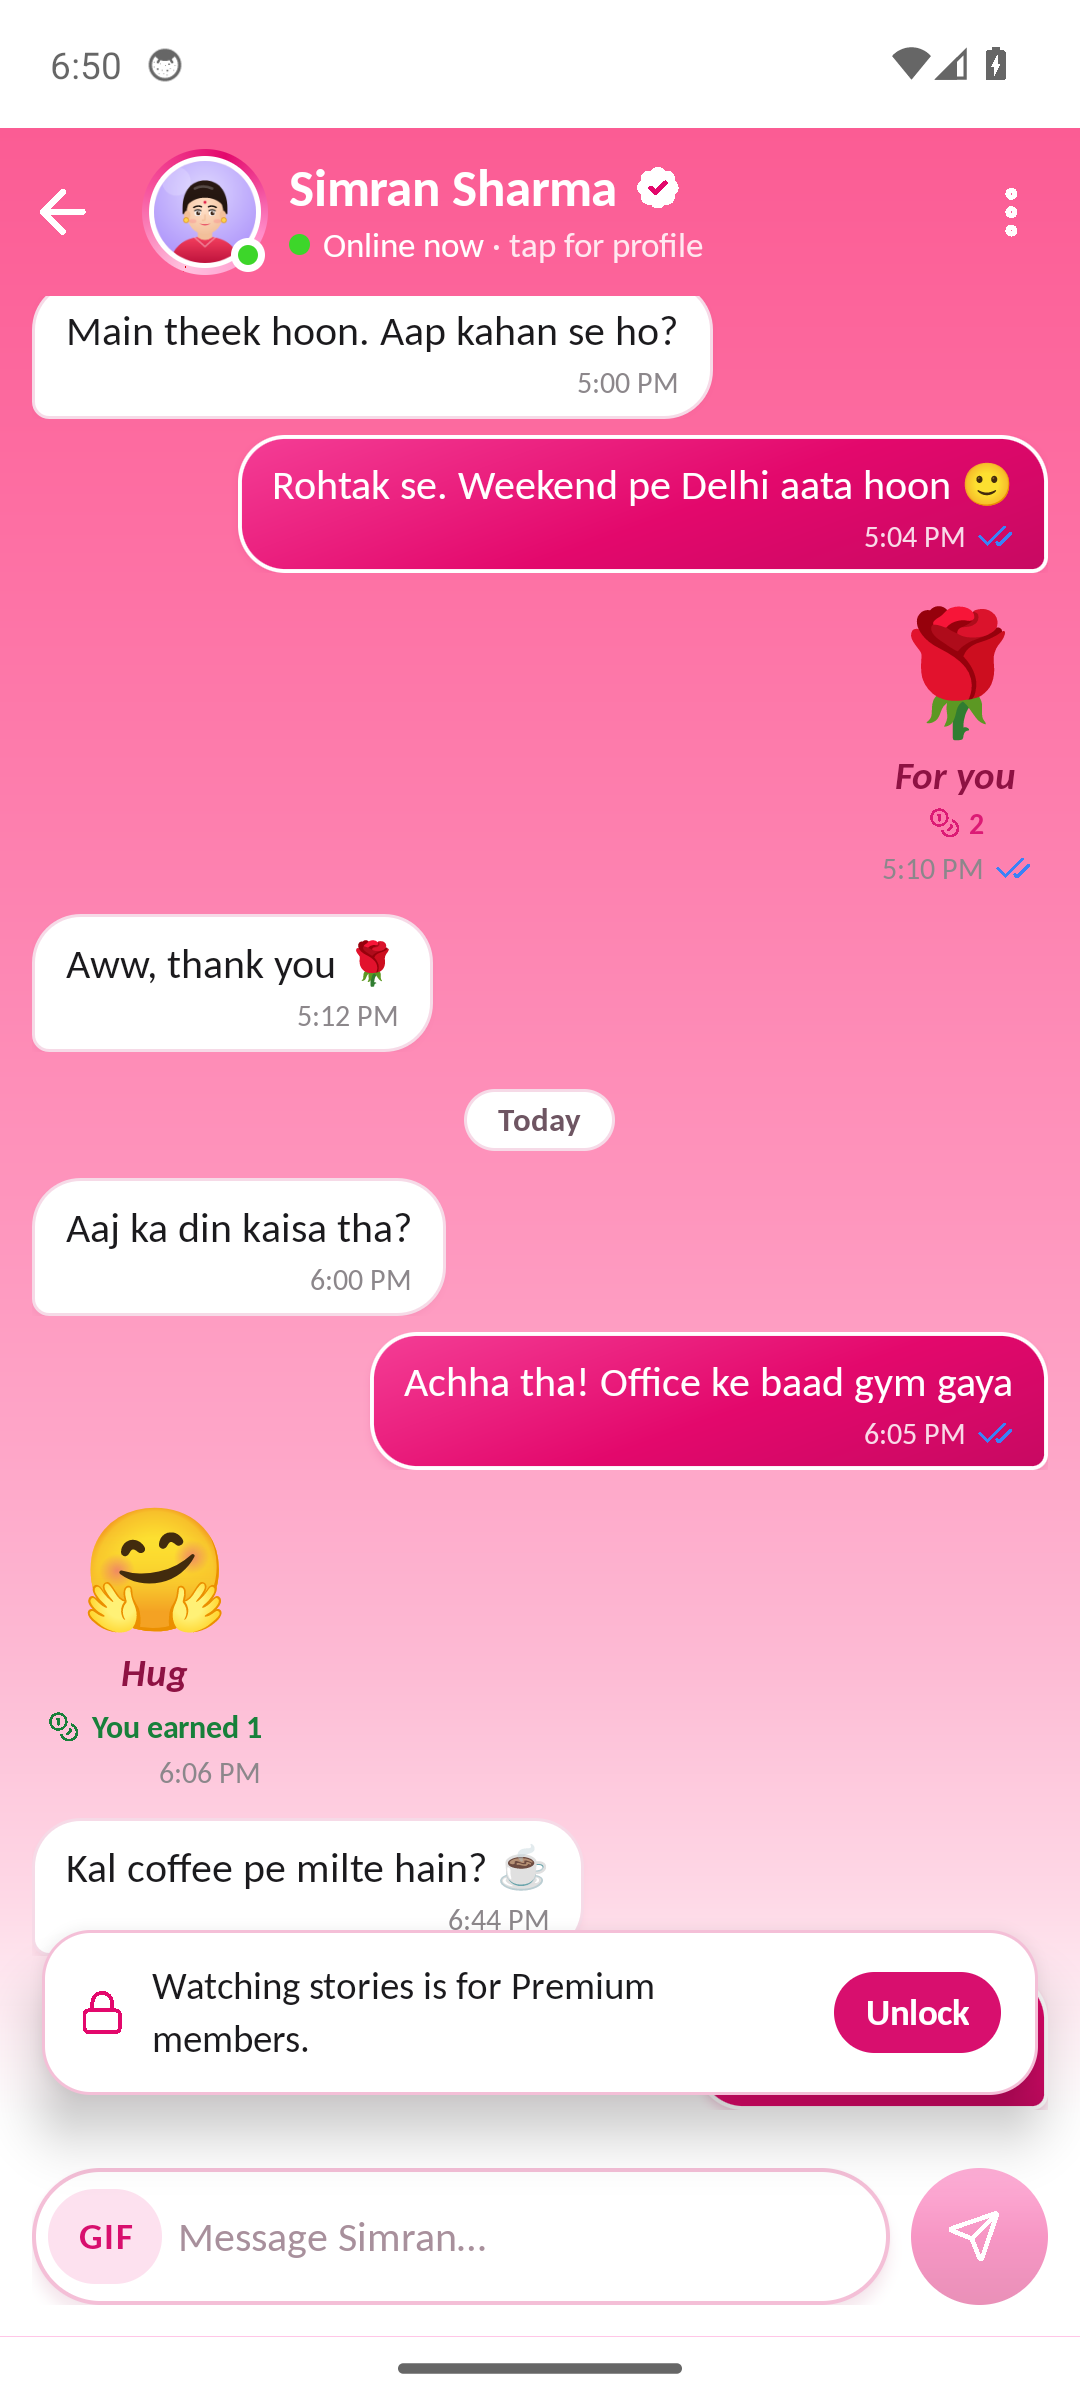 6:50
Simran Sharma
Online now · tap for profile
Main theek hoon. Aap kahan se ho?
5:00 PM
Rohtak se. Weekend pe Delhi aata hoon 🙂
5:04 PM
For you
2
5:10 PM
Aww, thank you 🌹
5:12 PM
Today
Aaj ka din kaisa tha?
6:00 PM
Achha tha! Office ke baad gym gaya
6:05 PM
Hug
You earned 1
6:06 PM
Kal coffee pe milte hain? ☕
6:44 PM
Watching stories is for Premium
members.
Unlock
GIF
Message Simran...